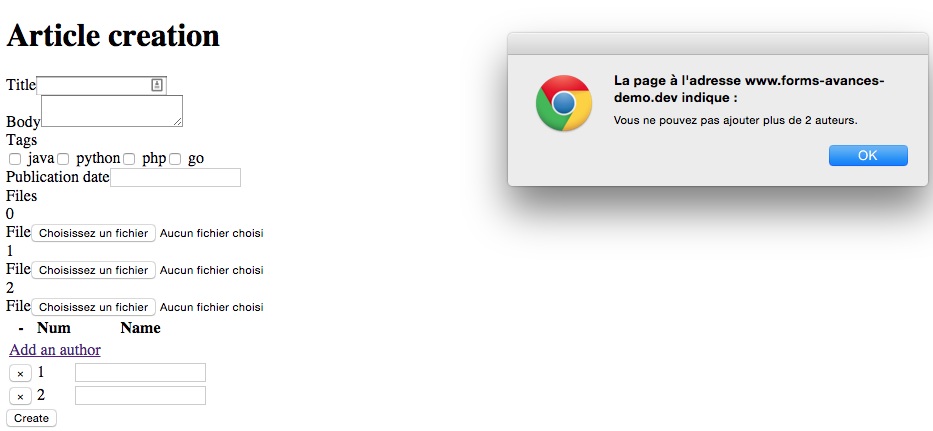 Article creation
Title
Body
Tags
java python php go
Publication date
Files
0
File Choisissez un fichier Aucun fichier choisi
1
File Choisissez un fichier Aucun fichier choisi
2
File Choisissez un fichier Aucun fichier choisi
- Num Name
Add an author
× 1
× 2
Create
La page à l'adresse www.forms-avances-
demo.dev indique :
Vous ne pouvez pas ajouter plus de 2 auteurs.
OK